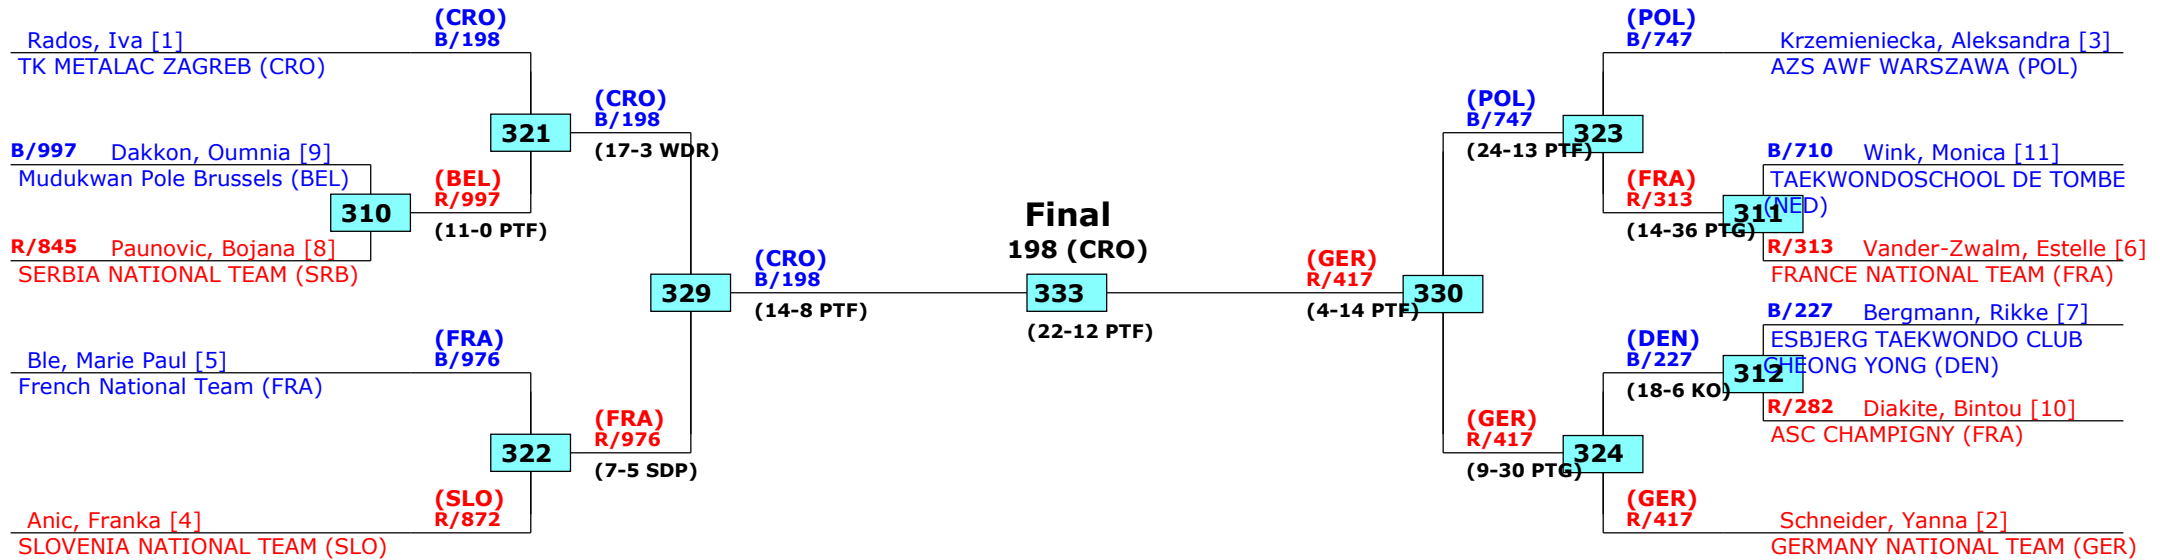 (CRO)
B/198
Rados, Iva [1]
TK METALAC ZAGREB (CRO)
(CRO)
B/198
321
(17-3 WDR)
B/997 Dakkon, Oumnia [9]
Mudukwan Pole Brussels (BEL)
(BEL)
R/997
310
(11-0 PTF)
R/845 Paunovic, Bojana [8]
SERBIA NATIONAL TEAM (SRB)
(CRO)
B/198
329
(14-8 PTF)
(FRA)
B/976
Ble, Marie Paul [5]
French National Team (FRA)
(FRA)
R/976
322
(7-5 SDP)
(SLO)
R/872
Anic, Franka [4]
SLOVENIA NATIONAL TEAM (SLO)
Final
198 (CRO)
333
(22-12 PTF)
(POL)
B/747
Krzemieniecka, Aleksandra [3]
AZS AWF WARSZAWA (POL)
(POL)
B/747
323
(24-13 PTF)
B/710 Wink, Monica [11]
TAEKWONDOSCHOOL DE TOMBE
(NED)
(FRA)
R/313
311
(14-36 PTG)
R/313 Vander-Zwalm, Estelle [6]
FRANCE NATIONAL TEAM (FRA)
(GER)
R/417
330
(4-14 PTF)
B/227 Bergmann, Rikke [7]
ESBJERG TAEKWONDO CLUB
CHEONG YONG (DEN)
(DEN)
B/227
312
(18-6 KO)
R/282 Diakite, Bintou [10]
ASC CHAMPIGNY (FRA)
(GER)
R/417
324
(9-30 PTG)
(GER)
R/417
Schneider, Yanna [2]
GERMANY NATIONAL TEAM (GER)